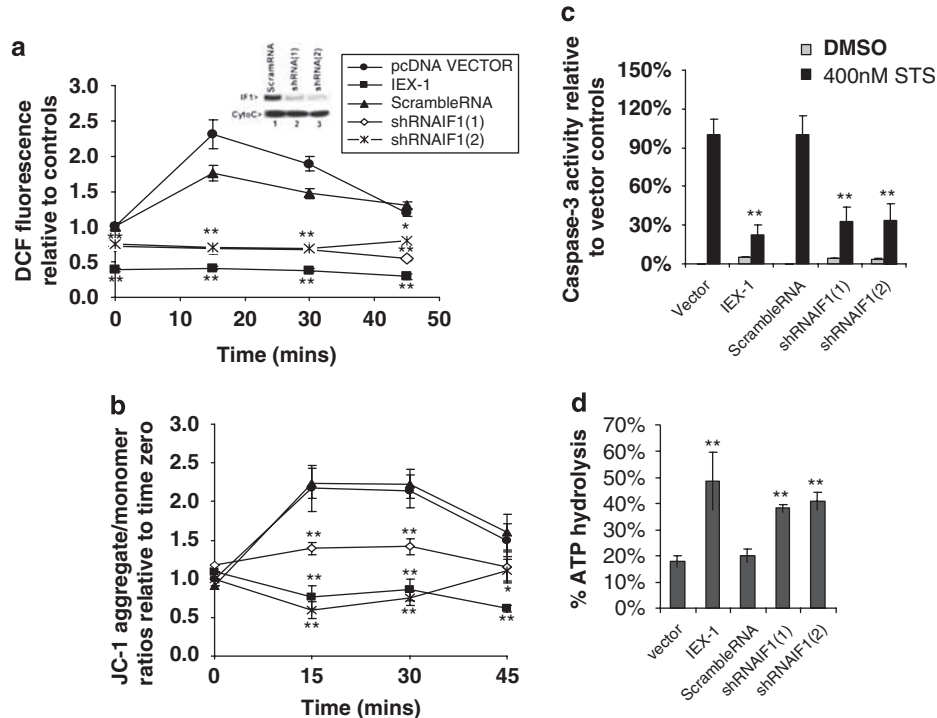 a
ScramRNA
shRNA(1)
shRNA(2)
IF1>
CytoC>
1 2 3
pcDNA VECTOR
IEX-1
ScrambleRNA
shRNAIF1(1)
shRNAIF1(2)
DCF fluorescence
relative to controls
3.0
2.5
2.0
1.5
1.0
0.5
0.0
** ** ** *
**
** ** ** **
0 10 20 30 40 50
Time (mins)
b
JC-1 aggregate/monomer
ratios relative to time zero
3.0
2.5
2.0
1.5
1.0
0.5
0.0
** **
** **
*
** ** **
0 15 30 45
Time (mins)
c
DMSO
400nM STS
Caspase-3 activity relative
to vector controls
150%
120%
90%
60%
30%
0%
** ** **
Vector
IEX-1
ScrambleRNA
shRNAIF1(1)
shRNAIF1(2)
d
% ATP hydrolysis
70%
60%
50%
40%
30%
20%
10%
0%
** ** **
vector
IEX-1
ScrambleRNA
shRNAIF1(1)
shRNAIF1(2)